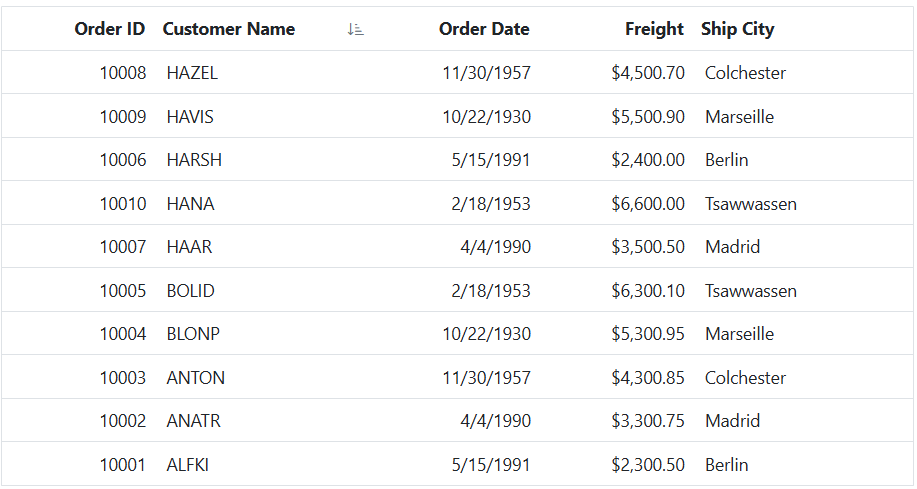 Order ID Customer Name Order Date Freight Ship City
10008 HAZEL 11/30/1957 $4,500.70 Colchester
10009 HAVIS 10/22/1930 $5,500.90 Marseille
10006 HARSH 5/15/1991 $2,400.00 Berlin
10010 HANA 2/18/1953 $6,600.00 Tsawwassen
10007 HAAR 4/4/1990 $3,500.50 Madrid
10005 BOLID 2/18/1953 $6,300.10 Tsawwassen
10004 BLONP 10/22/1930 $5,300.95 Marseille
10003 ANTON 11/30/1957 $4,300.85 Colchester
10002 ANATR 4/4/1990 $3,300.75 Madrid
10001 ALFKI 5/15/1991 $2,300.50 Berlin